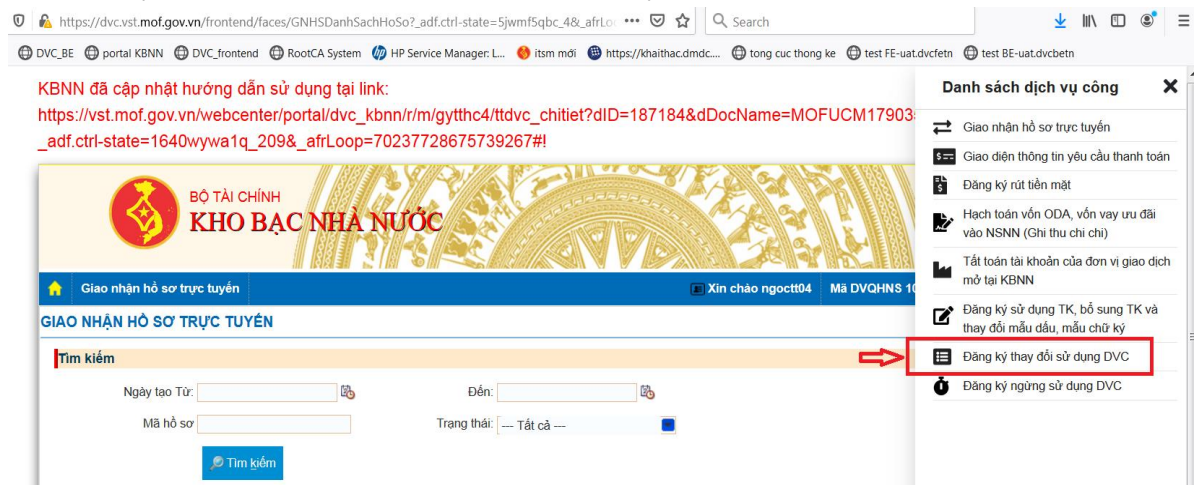 https://dvc.vst.mof.gov.vn/frontend/faces/GNHSDanhSachHoSo?_adf.ctrl-state=5jwmf5qbc_48&_afrLoc
Search
DVC_BE portal KBNN DVC_frontend RootCA System HP Service Manager: L... itsm mới https://khaithac.dmdc.... tong cuc thong ke test FE-uat.dvcfetn test BE-uat.dvcbetn
KBNN đã cập nhật hướng dẫn sử dụng tại link:
https://vst.mof.gov.vn/webcenter/portal/dvc_kbnn/r/m/gytthc4/ttdvc_chitiet?dID=187184&dDocName=MOFUCM17903
_adf.ctrl-state=1640wywa1q_209&_afrLoop=70237728675739267#!
BỘ TÀI CHÍNH
KHO BẠC NHÀ NƯỚC
Giao nhận hồ sơ trực tuyến
Xin chào ngoctt04 Mã DVQHNS 10
GIAO NHẬN HỒ SƠ TRỰC TUYẾN
Tìm kiếm
Ngày tạo Từ: Đến:
Mã hồ sơ Trạng thái: --- Tất cả ---
Tìm kiếm
Danh sách dịch vụ công
Giao nhận hồ sơ trực tuyến
Giao diện thông tin yêu cầu thanh toán
Đăng ký rút tiền mặt
Hạch toán vốn ODA, vốn vay ưu đãi
vào NSNN (Ghi thu chi chi)
Tất toán tài khoản của đơn vị giao dịch
mở tại KBNN
Đăng ký sử dụng TK, bổ sung TK và
thay đổi mẫu dấu, mẫu chữ ký
Đăng ký thay đổi sử dụng DVC
Đăng ký ngừng sử dụng DVC